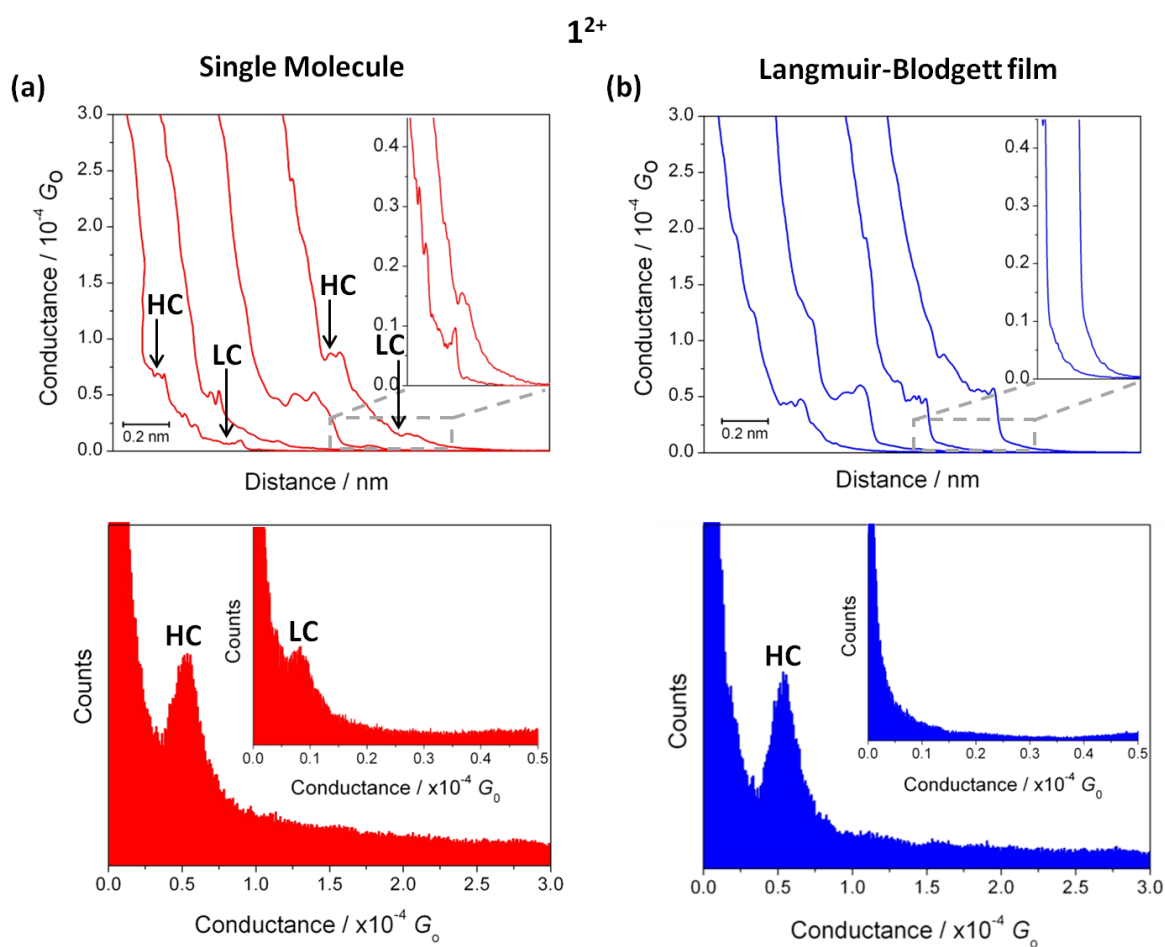 1²⁺
Single Molecule
Langmuir-Blodgett film
(a)
3.0
2.5
2.0
1.5
1.0
0.5
0.0
Conductance / 10⁻⁴ G₀
0.4
0.3
0.2
0.1
0.0
HC
LC
HC
LC
0.2 nm
Distance / nm
(b)
3.0
2.5
2.0
1.5
1.0
0.5
0.0
Conductance / 10⁻⁴ G₀
0.4
0.3
0.2
0.1
0.0
0.2 nm
Distance / nm
Counts
HC
Counts
LC
0.0 0.1 0.2 0.3 0.4 0.5
Conductance / x10⁻⁴ G₀
0.0 0.5 1.0 1.5 2.0 2.5 3.0
Conductance / x10⁻⁴ Gₒ
Counts
HC
Counts
0.0 0.1 0.2 0.3 0.4 0.5
Conductance / x10⁻⁴ G₀
0.0 0.5 1.0 1.5 2.0 2.5 3.0
Conductance / x10⁻⁴ Gₒ